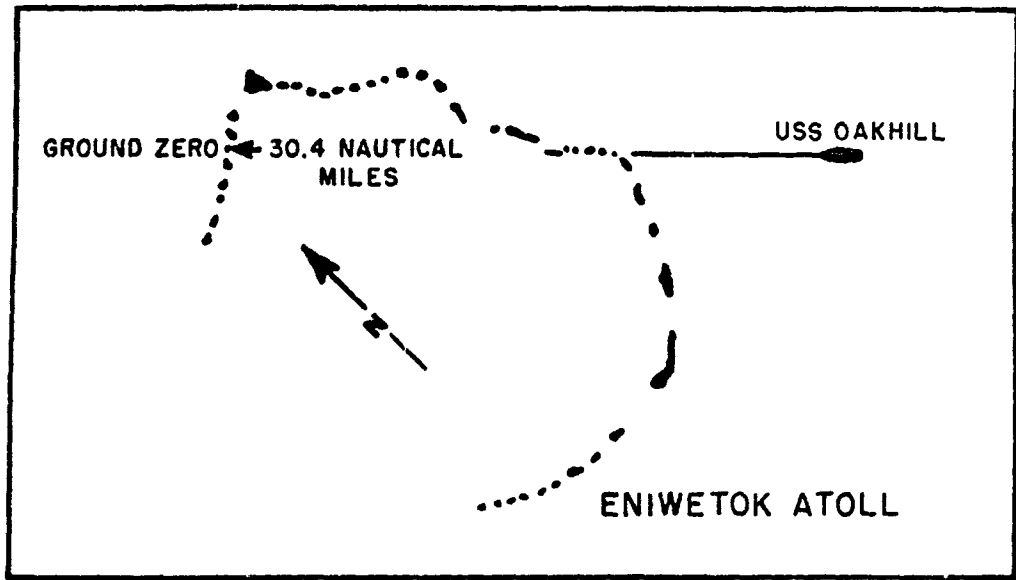 USS OAKHILL
GROUND ZERO 30.4 NAUTICAL
MILES
N
ENIWETOK ATOLL